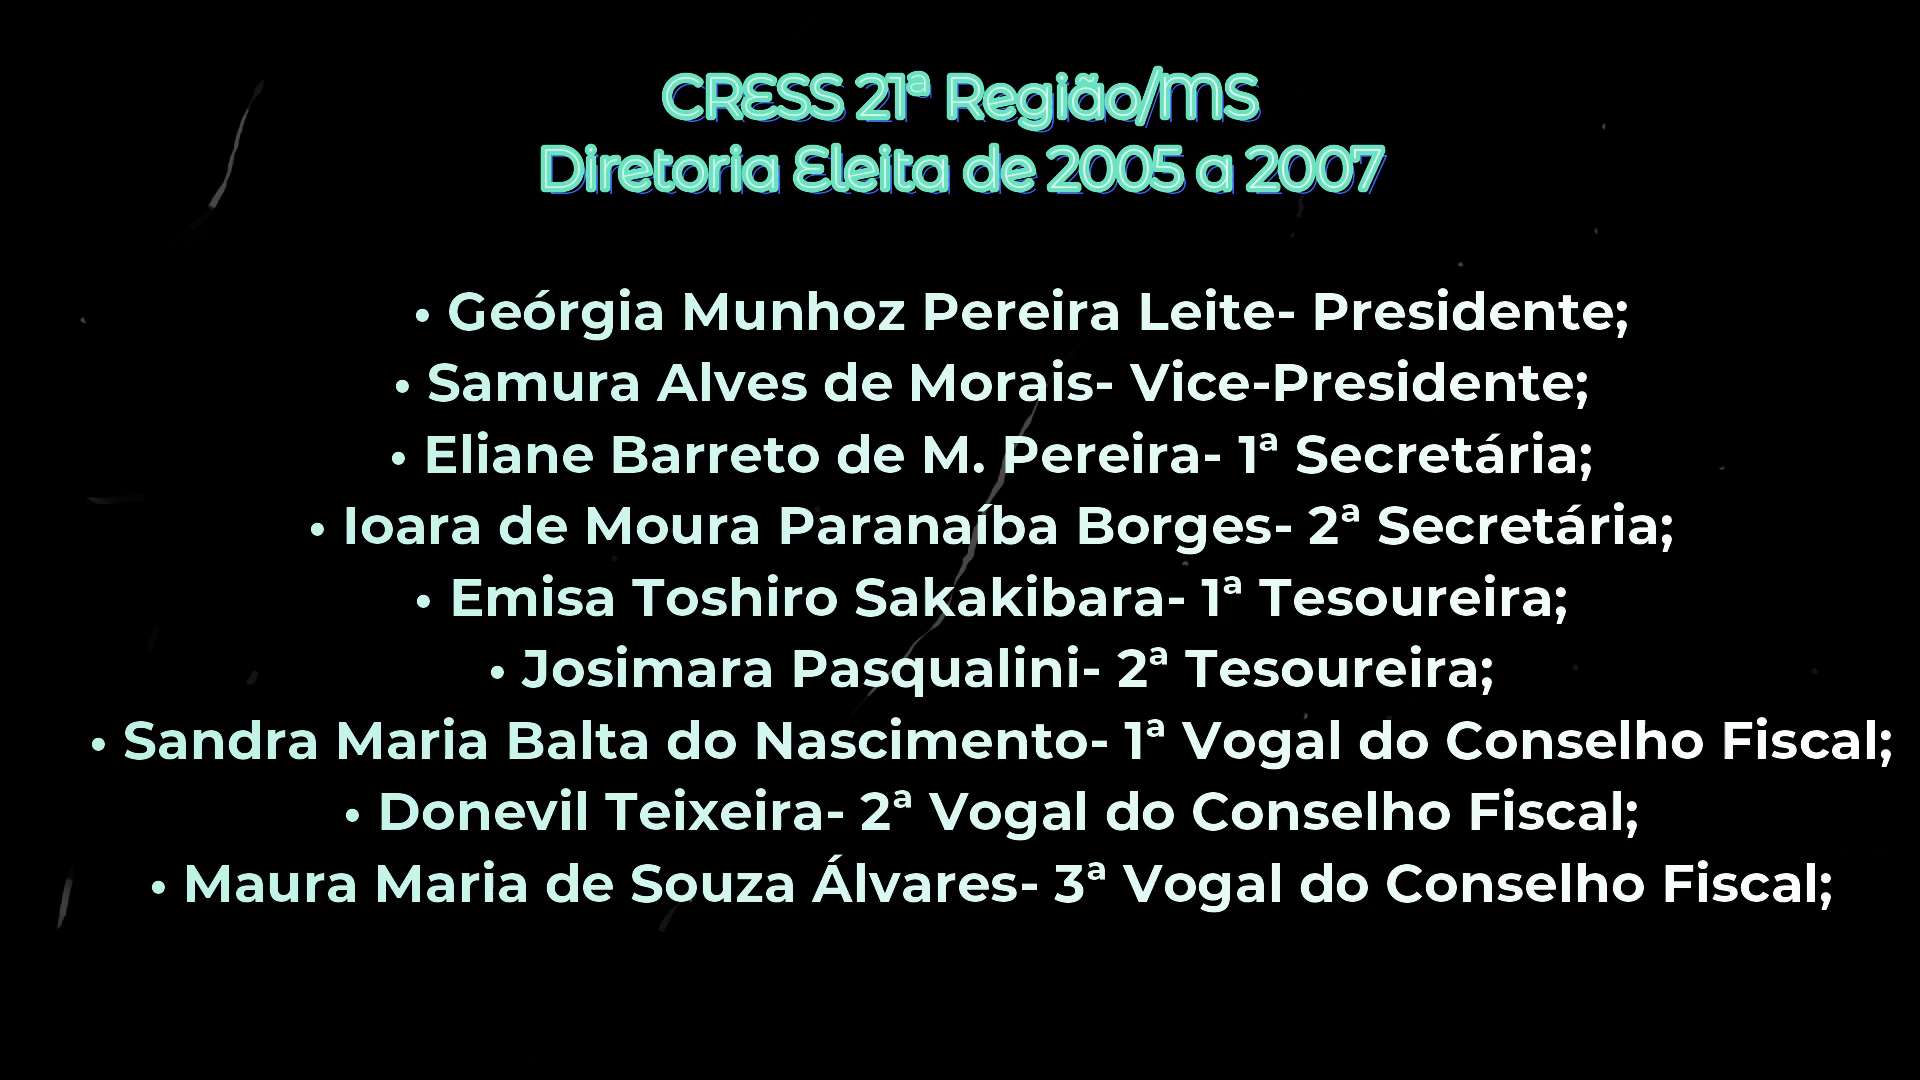 CRESS 21ª Região/MS
Diretoria Eleita de 2005 a 2007
• Geórgia Munhoz Pereira Leite- Presidente;
• Samura Alves de Morais- Vice-Presidente;
• Eliane Barreto de M. Pereira- 1ª Secretária;
• Ioara de Moura Paranaíba Borges- 2ª Secretária;
• Emisa Toshiro Sakakibara- 1ª Tesoureira;
• Josimara Pasqualini- 2ª Tesoureira;
• Sandra Maria Balta do Nascimento- 1ª Vogal do Conselho Fiscal;
• Donevil Teixeira- 2ª Vogal do Conselho Fiscal;
• Maura Maria de Souza Álvares- 3ª Vogal do Conselho Fiscal;